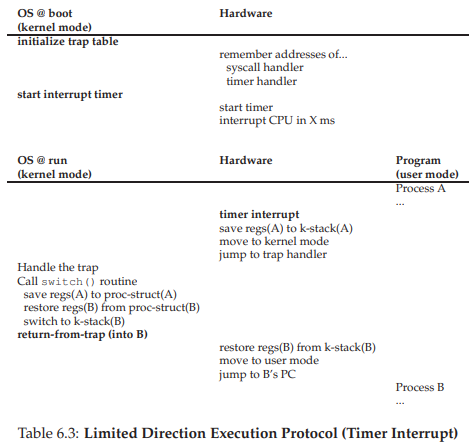 OS @ boot Hardware
(kernel mode)
initialize trap table
remember addresses of...
syscall handler
timer handler
start interrupt timer
start timer
interrupt CPU in X ms
OS @ run Hardware Program
(kernel mode) (user mode)
Process A
...
timer interrupt
save regs(A) to k-stack(A)
move to kernel mode
jump to trap handler
Handle the trap
Call switch() routine
save regs(A) to proc-struct(A)
restore regs(B) from proc-struct(B)
switch to k-stack(B)
return-from-trap (into B)
restore regs(B) from k-stack(B)
move to user mode
jump to B's PC
Process B
...
Table 6.3: Limited Direction Execution Protocol (Timer Interrupt)